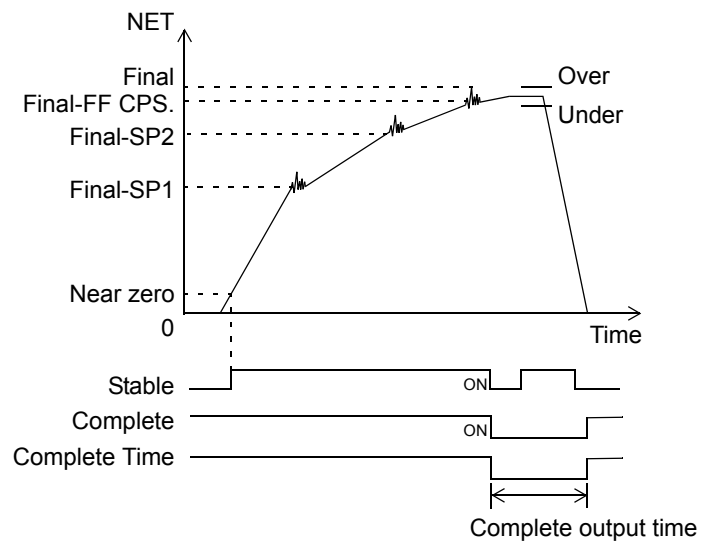 NET
Final
Over
Final-FF CPS.
Under
Final-SP2
Final-SP1
Near zero
0
Time
Stable
ON
Complete
ON
Complete Time
Complete output time